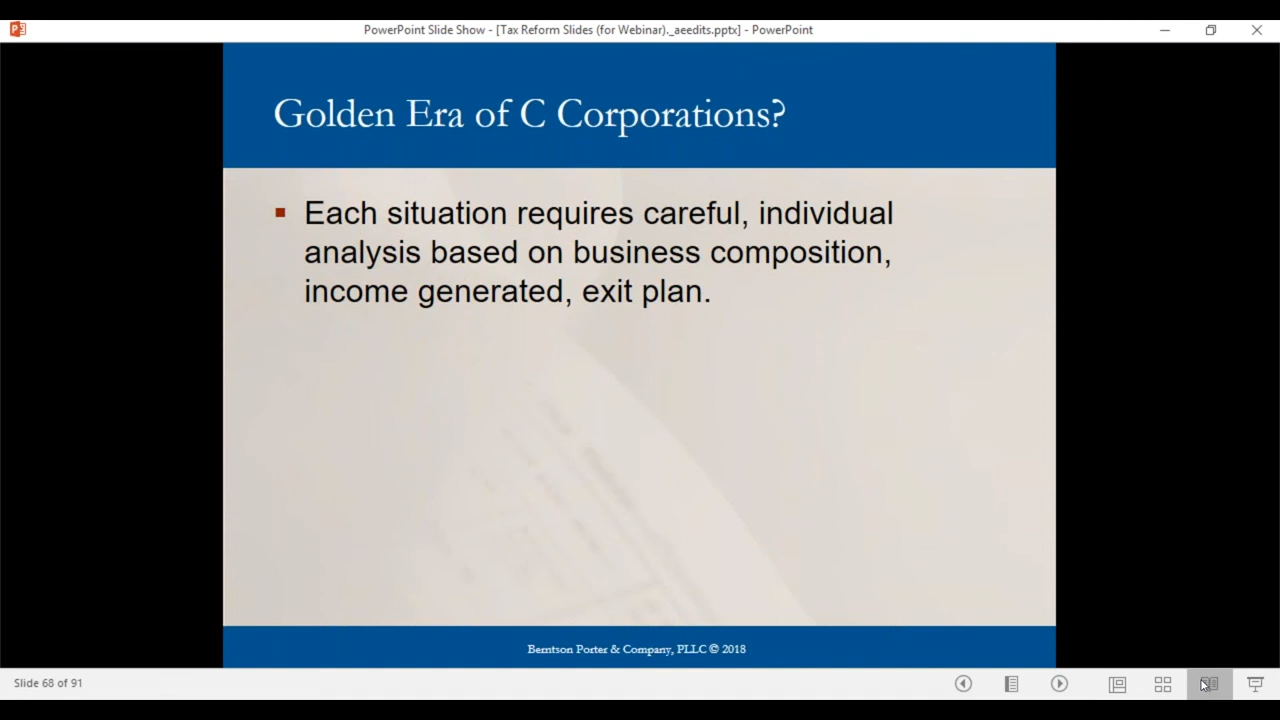 PowerPoint Slide Show - [Tax Reform Slides (for Webinar)._aeedits.pptx] - PowerPoint
Golden Era of C Corporations?
▪ Each situation requires careful, individual
analysis based on business composition,
income generated, exit plan.
Berntson Porter & Company, PLLC © 2018
Slide 68 of 91